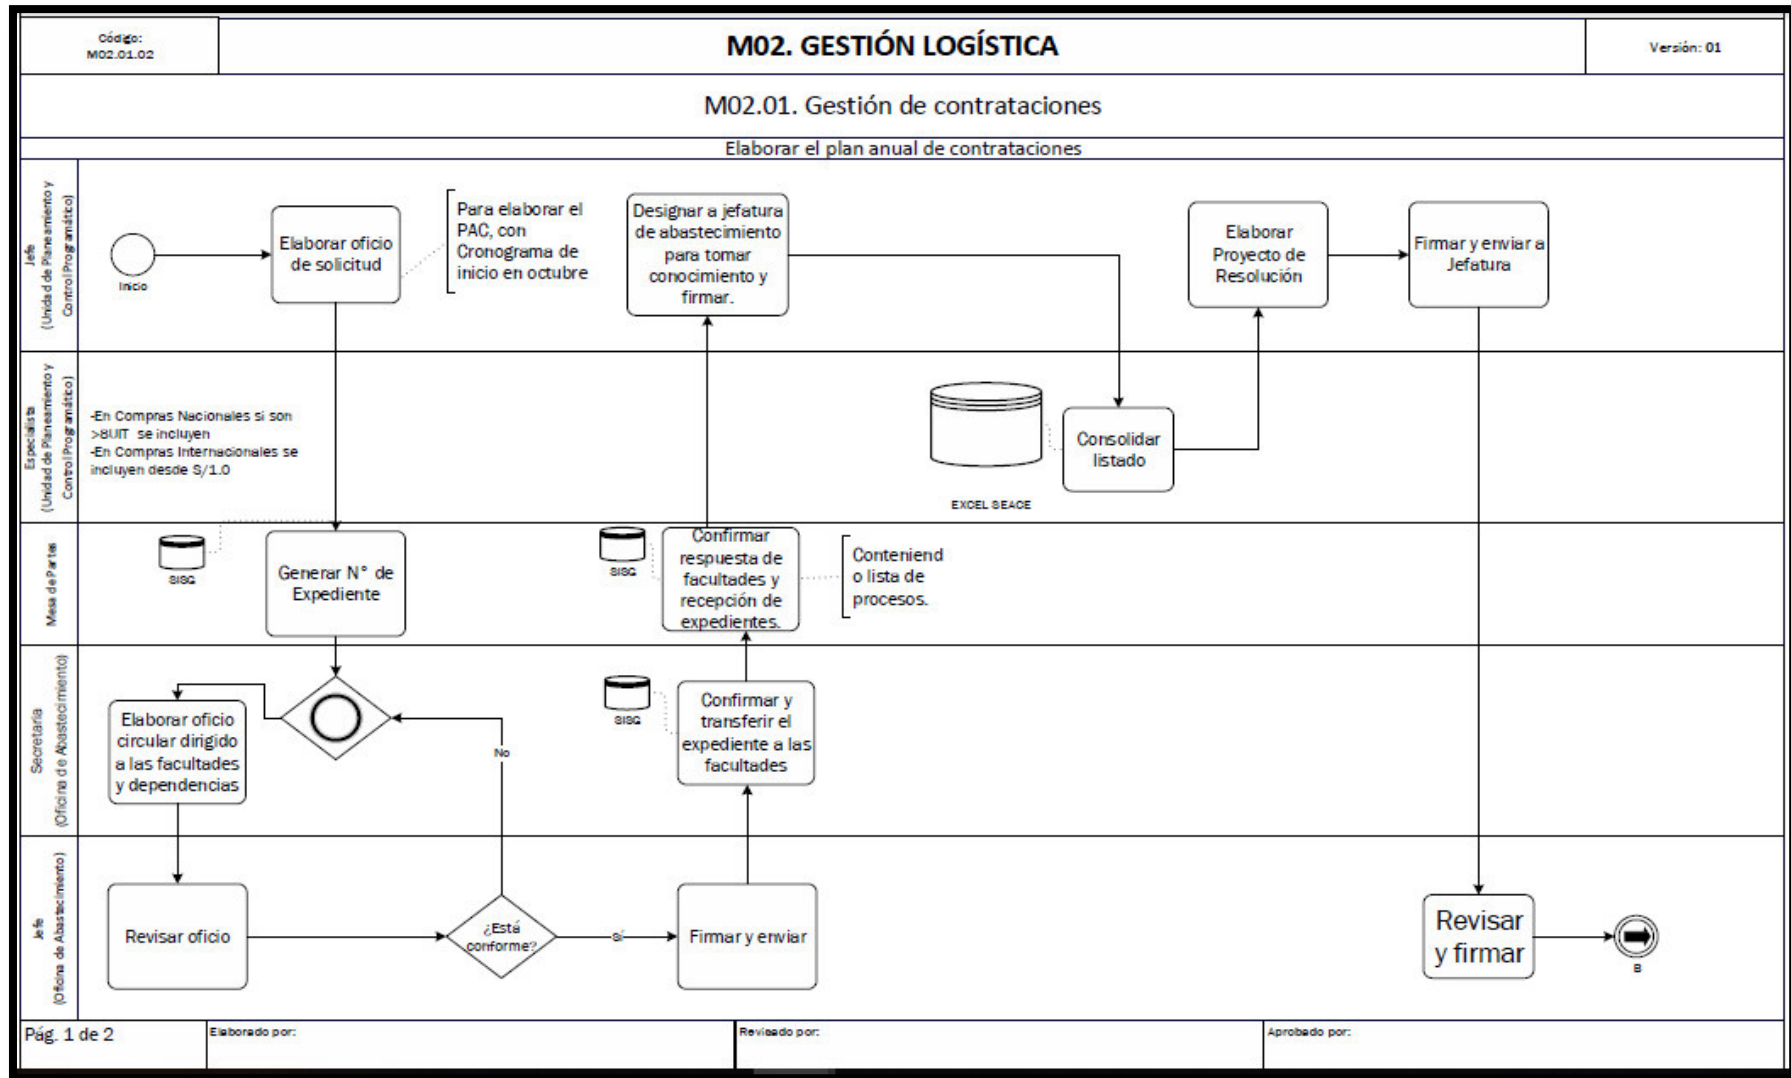 Código:
M02.01.02
M02. GESTIÓN LOGÍSTICA
Versión: 01
M02.01. Gestión de contrataciones
Elaborar el plan anual de contrataciones
Jefe
(Unidad de Planeamiento y
Control Programático)
Inicio
Elaborar oficio
de solicitud
Para elaborar el
PAC, con
Cronograma de
inicio en octubre
Designar a jefatura
de abastecimiento
para tomar
conocimiento y
firmar.
Elaborar
Proyecto de
Resolución
Firmar y enviar a
Jefatura
Especialista
(Unidad de Planeamiento y
Control Programático)
-En Compras Nacionales si son
>8UIT se incluyen
-En Compras Internacionales se
incluyen desde S/1.0
EXCEL SEACE
Consolidar
listado
Mesa de Partes
SISG
Generar N° de
Expediente
SISG
Confirmar
respuesta de
facultades y
recepción de
expedientes.
Conteniend
o lista de
procesos.
Secretaría
(Oficina de Abastecimiento)
Elaborar oficio
circular dirigido
a las facultades
y dependencias
No
SISG
Confirmar y
transferir el
expediente a las
facultades
Jefe
(Oficina de Abastecimiento)
Revisar oficio
¿Está
conforme?
Sí
Firmar y enviar
Revisar
y firmar
B
Pág. 1 de 2
Elaborado por:
Revisado por:
Aprobado por: